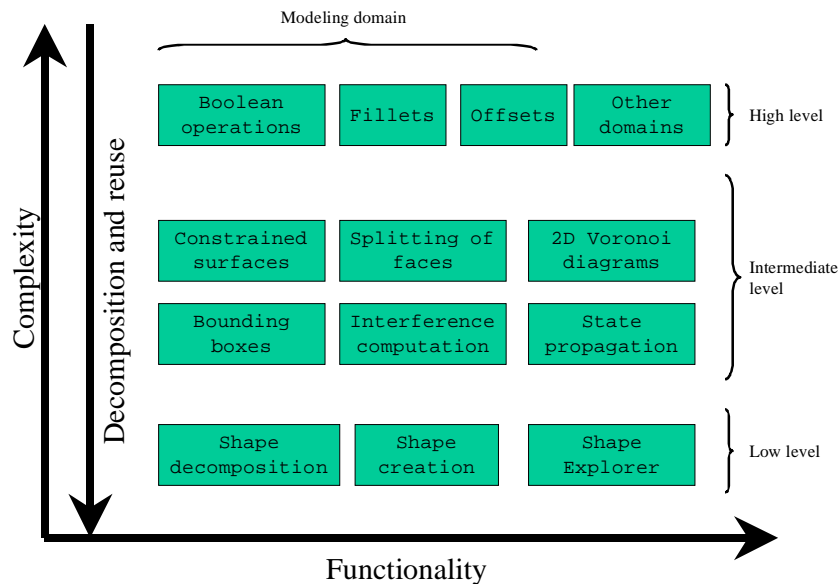 Modeling domain
Boolean
operations
Fillets
Offsets
Other
domains
High level
Constrained
surfaces
Splitting of
faces
2D Voronoi
diagrams
Intermediate
level
Bounding
boxes
Interference
computation
State
propagation
Shape
decomposition
Shape
creation
Shape
Explorer
Low level
Complexity
Decomposition and reuse
Functionality